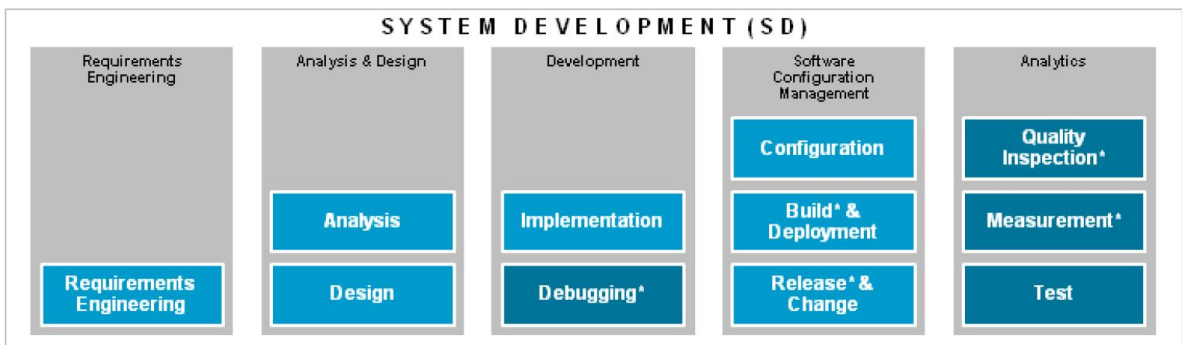 SYSTEM DEVELOPMENT (SD)
Requirements
Engineering
Requirements
Engineering
Analysis & Design
Analysis
Design
Development
Implementation
Debugging*
Software
Configuration
Management
Configuration
Build* &
Deployment
Release* &
Change
Analytics
Quality
Inspection*
Measurement*
Test